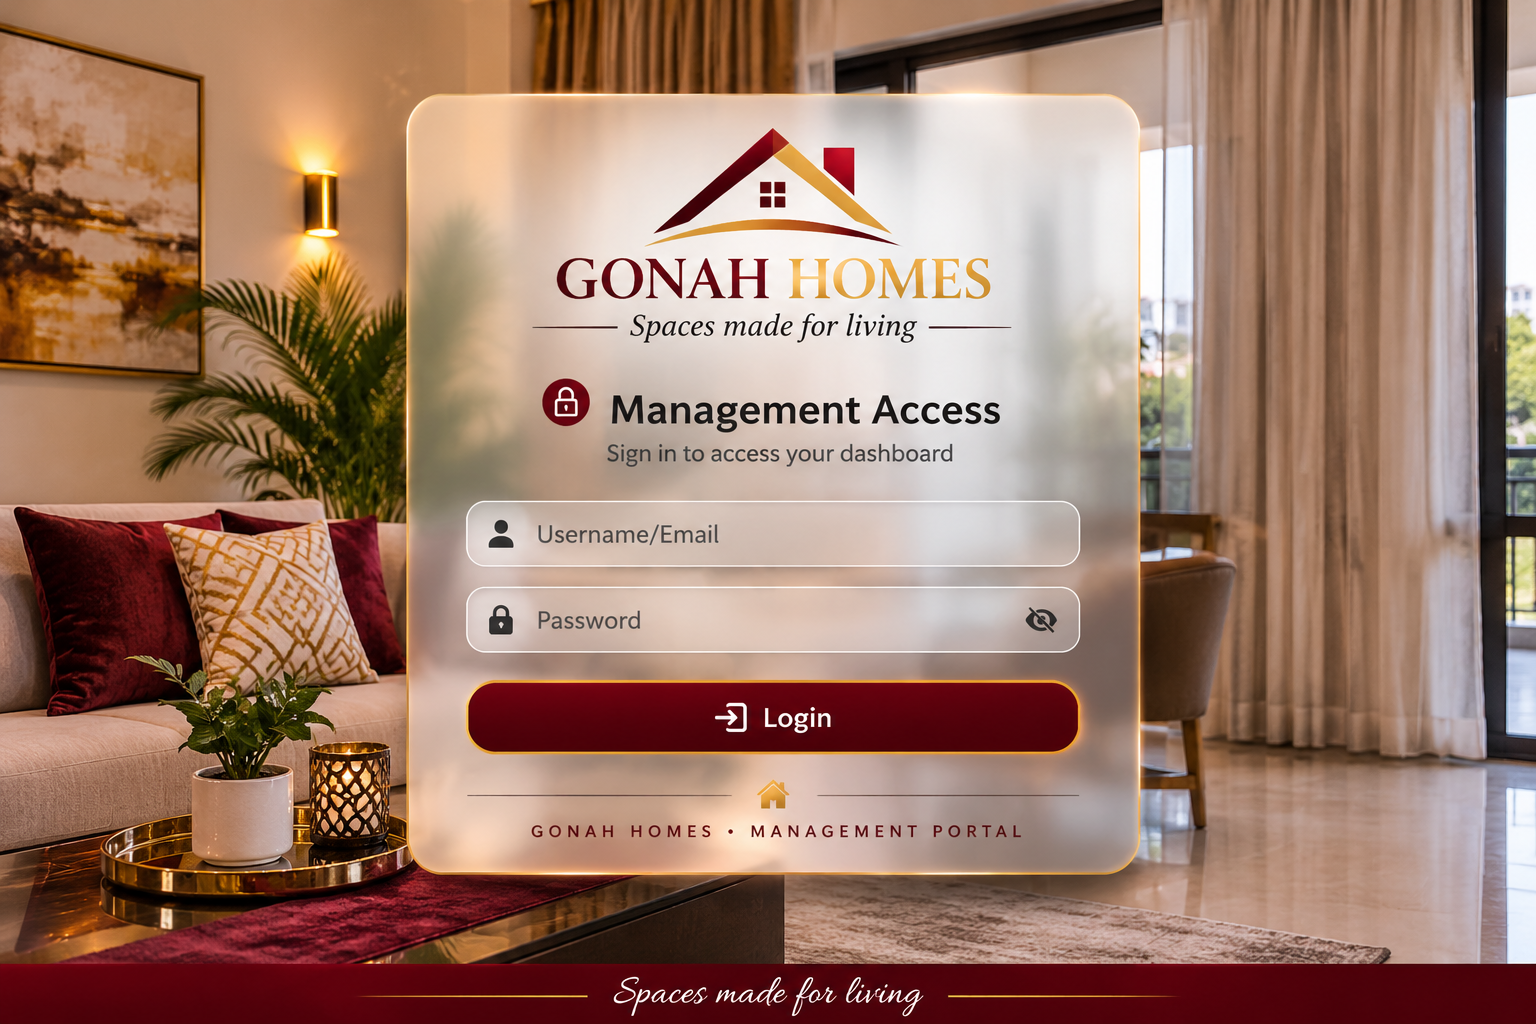 GONAH HOMES
Spaces made for living
Management Access
Sign in to access your dashboard
Username/Email
Password
Login
GONAH HOMES • MANAGEMENT PORTAL
Spaces made for living